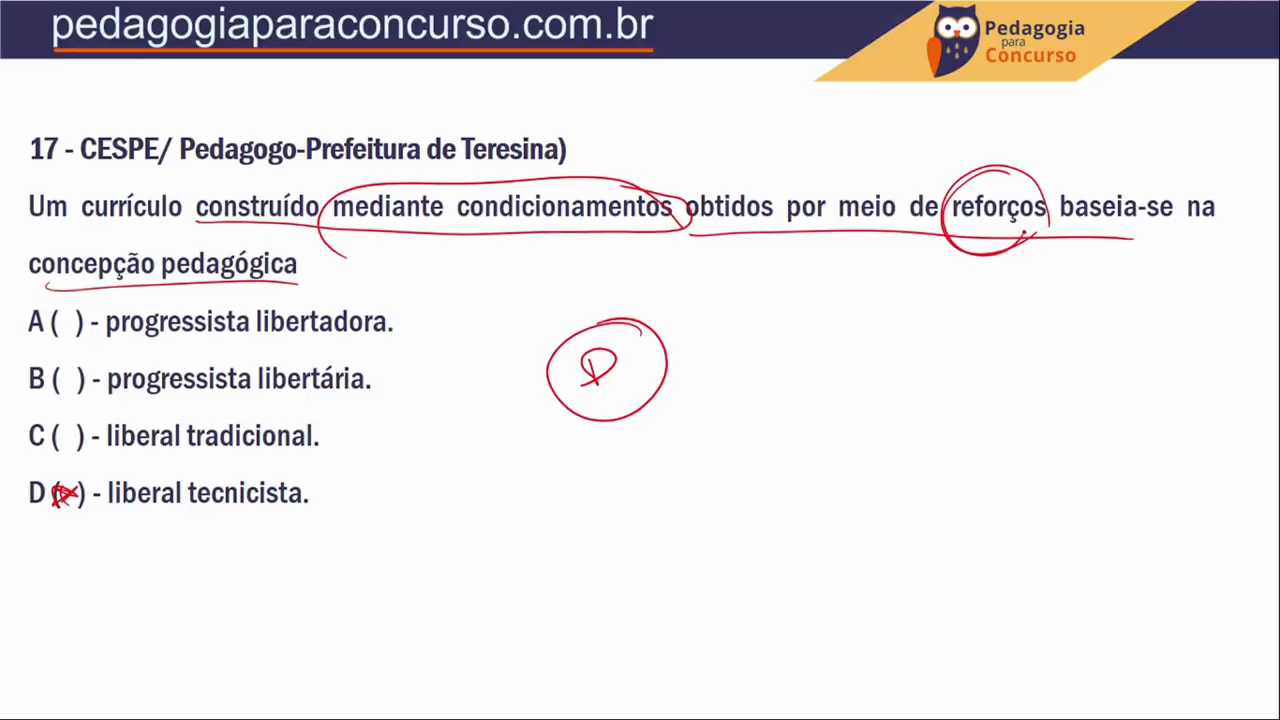 pedagogiaparaconcurso.com.br
Pedagogia
para
Concurso
17 - CESPE/ Pedagogo-Prefeitura de Teresina)
Um currículo construído mediante condicionamentos obtidos por meio de reforços baseia-se na
concepção pedagógica
A ( ) - progressista libertadora.
B ( ) - progressista libertária.
D
C ( ) - liberal tradicional.
D (x) - liberal tecnicista.